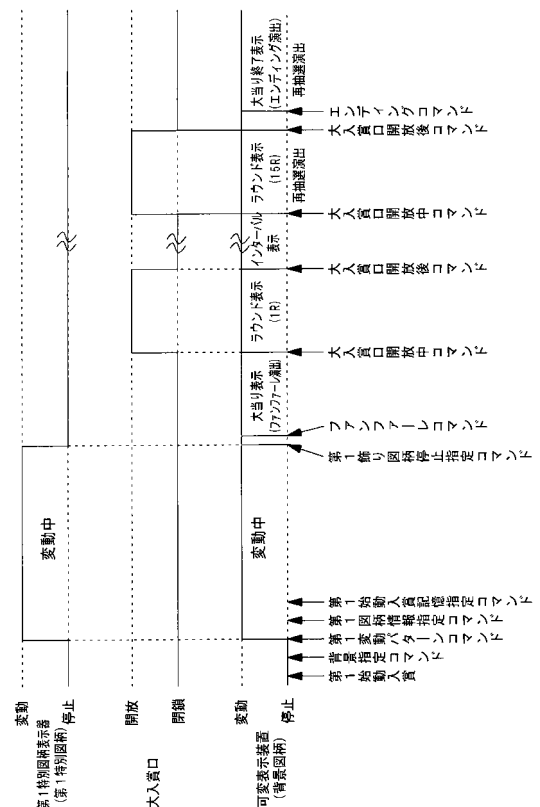 第1特別図柄表示器
(第1特別図柄)
変動
停止
変動中
大入賞口
開放
閉鎖
可変表示装置
(背景図柄)
変動
停止
変動中
大当り表示
(ファンファーレ演出)
ラウンド表示
(1R)
インターバル
表示
ラウンド表示
(15R)
再抽選演出
大当り終了表示
(エンディング演出)
再抽選演出
第1始動入賞
背景指定コマンド
第1変動パターンコマンド
第1図柄情報指定コマンド
第1始動入賞記憶指定コマンド
第1飾り図柄停止指定コマンド
ファンファーレコマンド
大入賞口開放中コマンド
大入賞口開放後コマンド
大入賞口開放中コマンド
大入賞口開放後コマンド
エンディングコマンド